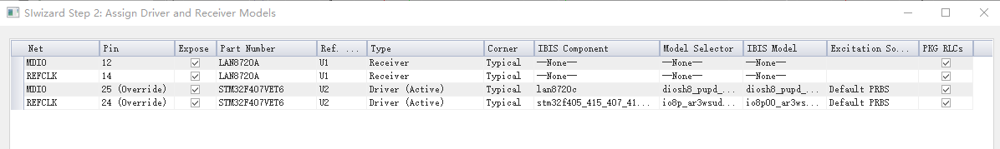 SIwizard Step 2: Assign Driver and Receiver Models
Net Pin Expose Part Number Ref. ... Type Corner IBIS Component Model Selector IBIS Model Excitation So... PKG RLCs
MDIO 12 LAN8720A U1 Receiver Typical —None— —None— —None—
REFCLK 14 LAN8720A U1 Receiver Typical —None— —None— —None—
MDIO 25 (Override) STM32F407VET6 U2 Driver (Active) Typical lan8720c diosh8_pupd_... diosh8_pupd_... Default PRBS
REFCLK 24 (Override) STM32F407VET6 U2 Driver (Active) Typical stm32f405_415_407_41... io8p_ar3wsud... io8p00_ar3ws... Default PRBS